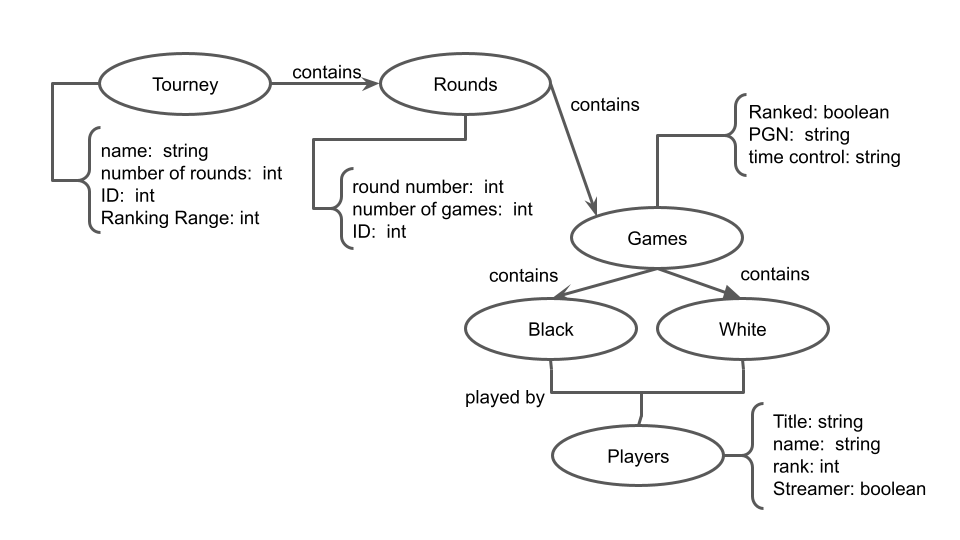 Tourney
contains
Rounds
contains
name:  string
number of rounds:  int
ID:  int
Ranking Range: int
round number:  int
number of games:  int
ID:  int
Ranked: boolean
PGN:  string
time control: string
Games
contains
contains
Black
White
played by
Players
Title: string
name:  string
rank: int
Streamer: boolean